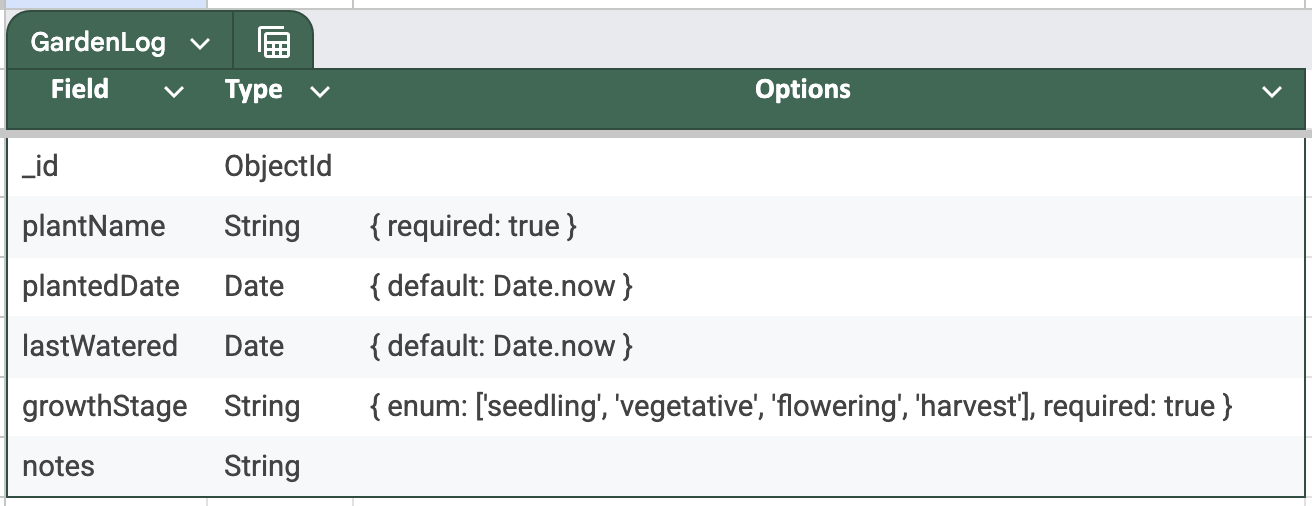 GardenLog
Field Type Options
_id ObjectId
plantName String { required: true }
plantedDate Date { default: Date.now }
lastWatered Date { default: Date.now }
growthStage String { enum: ['seedling', 'vegetative', 'flowering', 'harvest'], required: true }
notes String